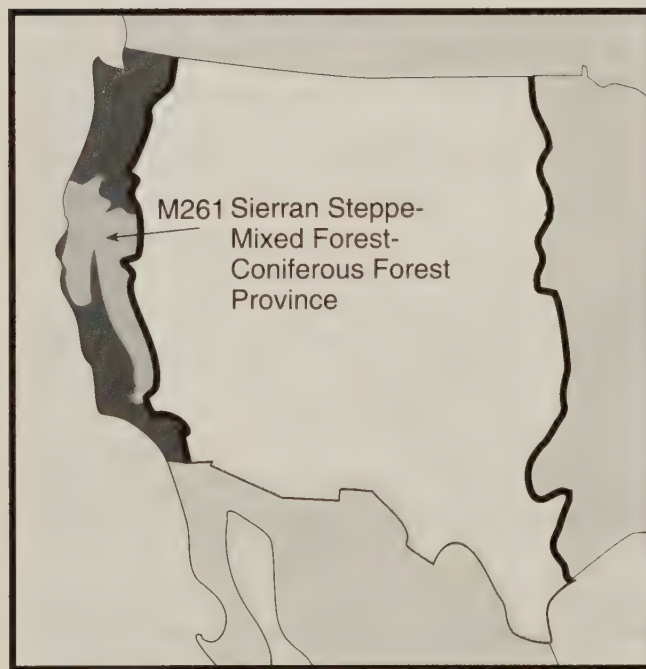 M261 Sierran Steppe-
Mixed Forest-
Coniferous Forest
Province